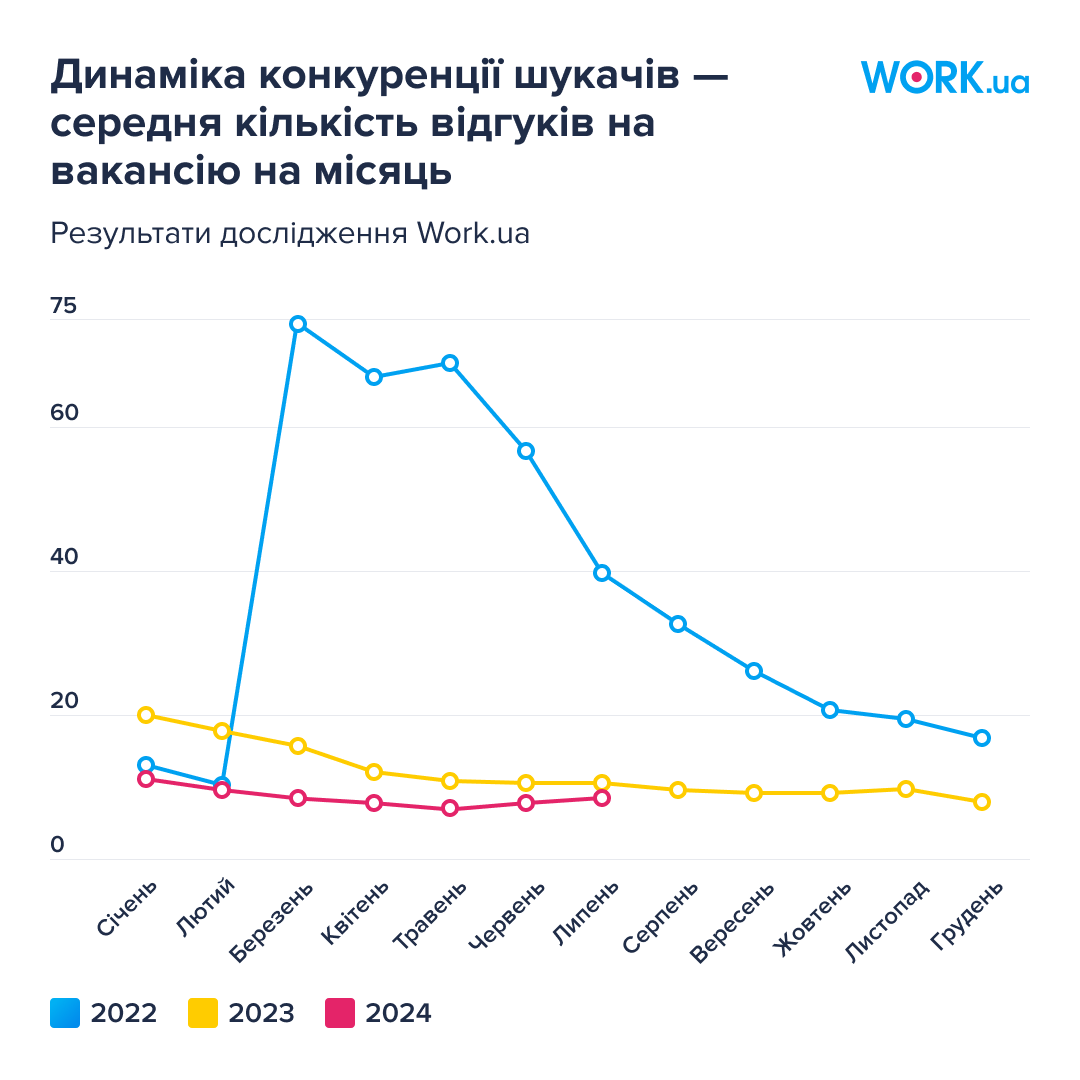 Динаміка конкуренції шукачів —
середня кількість відгуків на
вакансію на місяць
WORK.ua
Результати дослідження Work.ua
75
60
40
20
0
Січень
Лютий
Березень
Квітень
Травень
Червень
Липень
Серпень
Вересень
Жовтень
Листопад
Грудень
2022
2023
2024